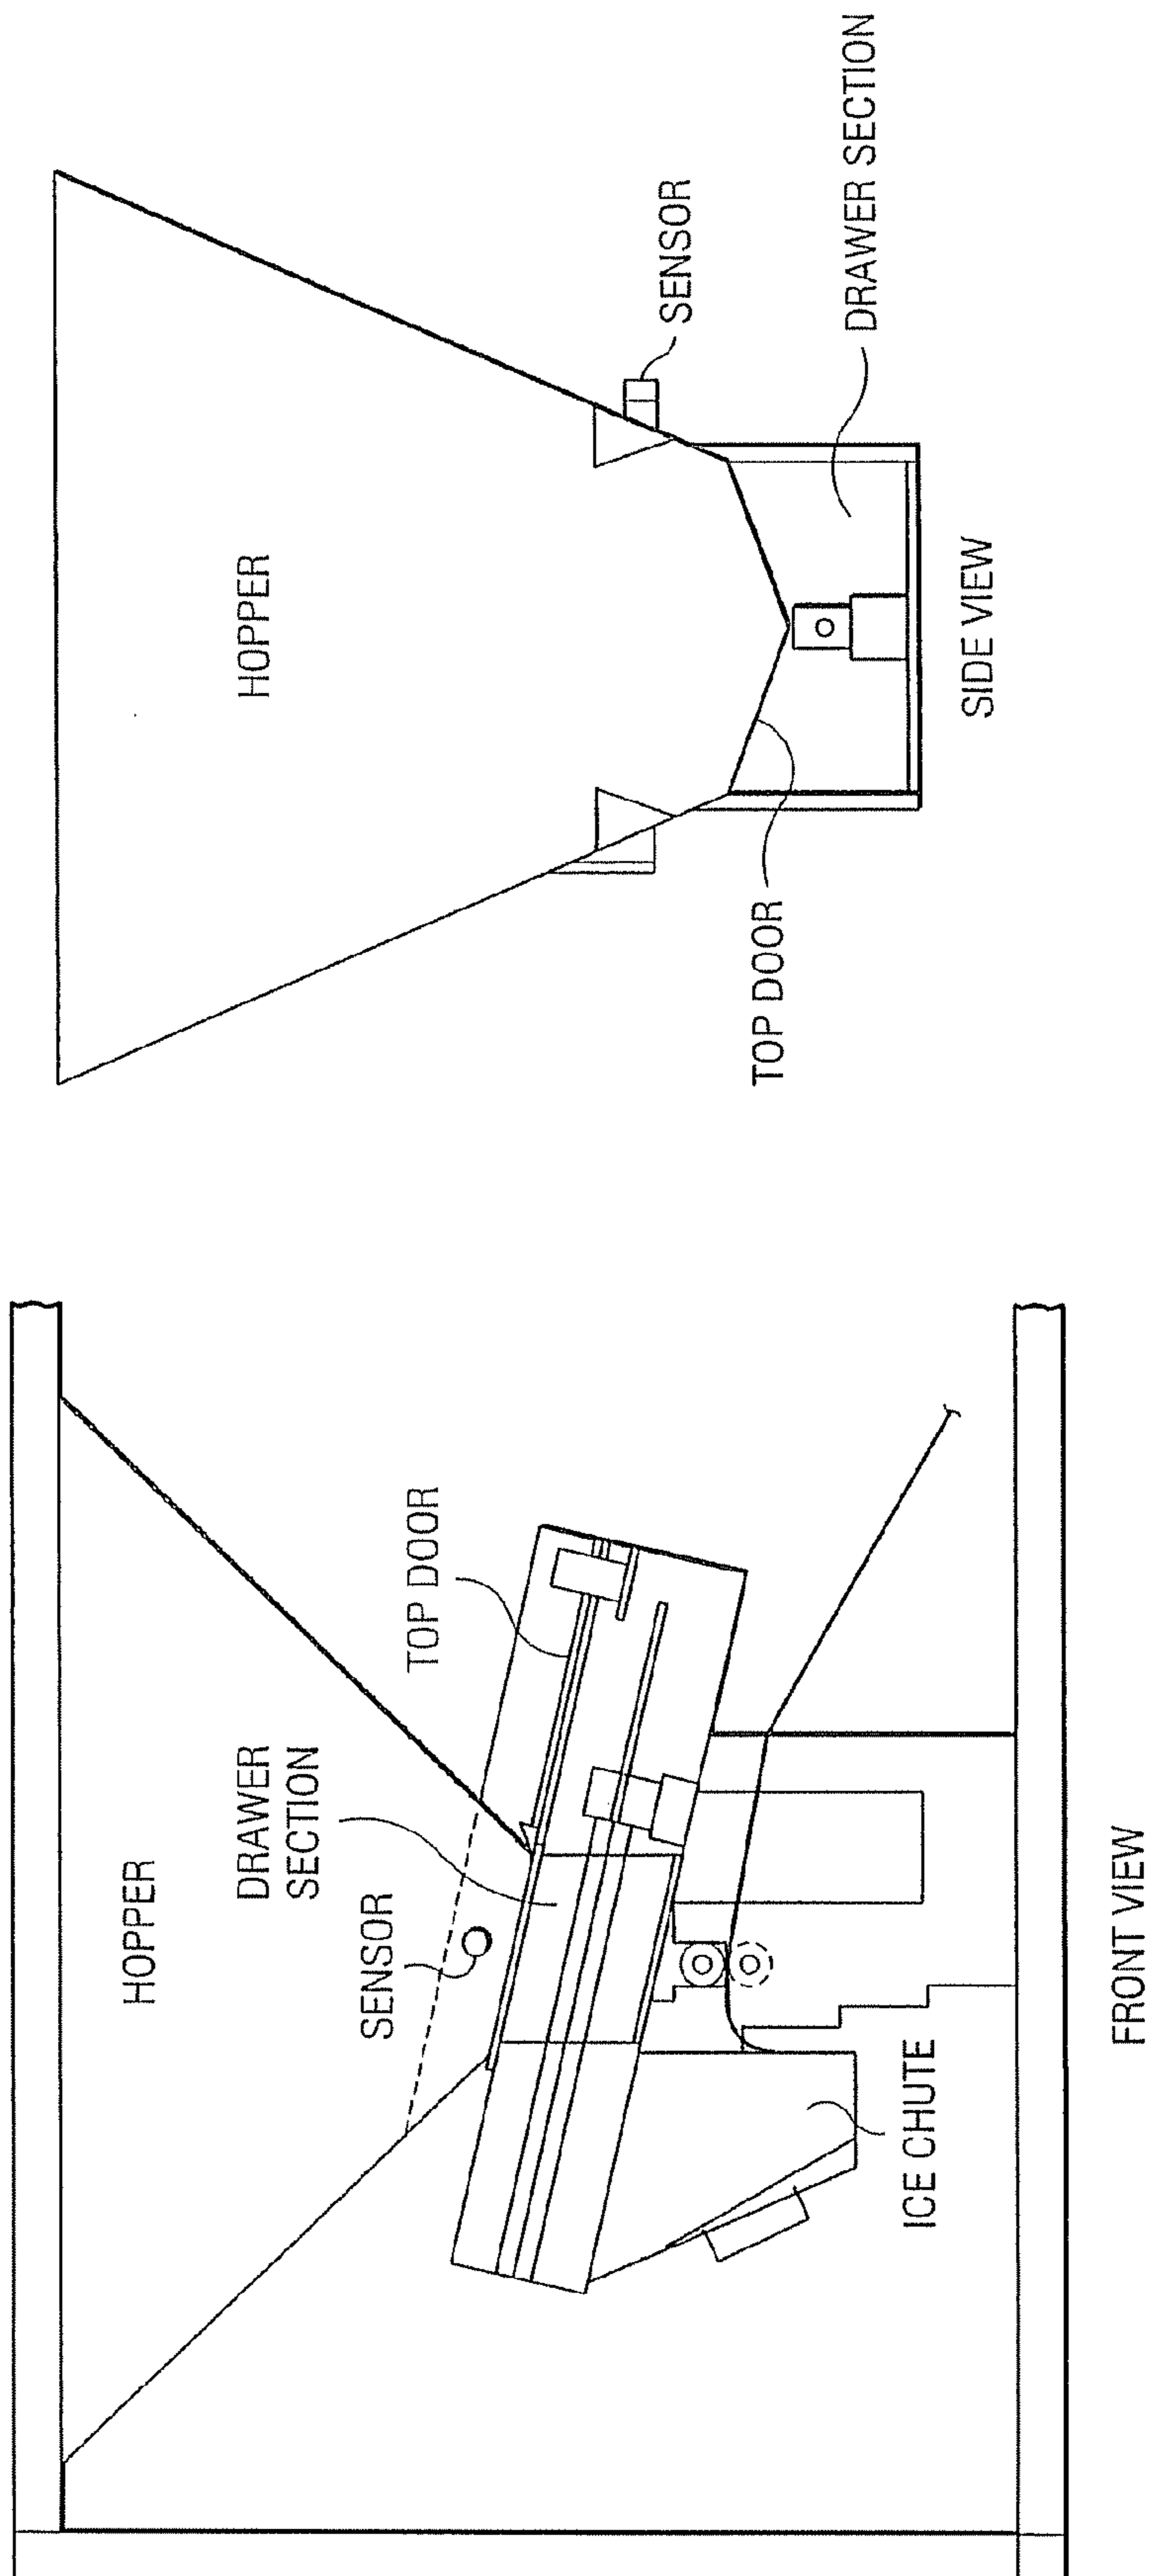 HOPPER
DRAWER
SECTION
SENSOR
TOP DOOR
ICE CHUTE
FRONT VIEW
HOPPER
SENSOR
DRAWER SECTION
TOP DOOR
SIDE VIEW